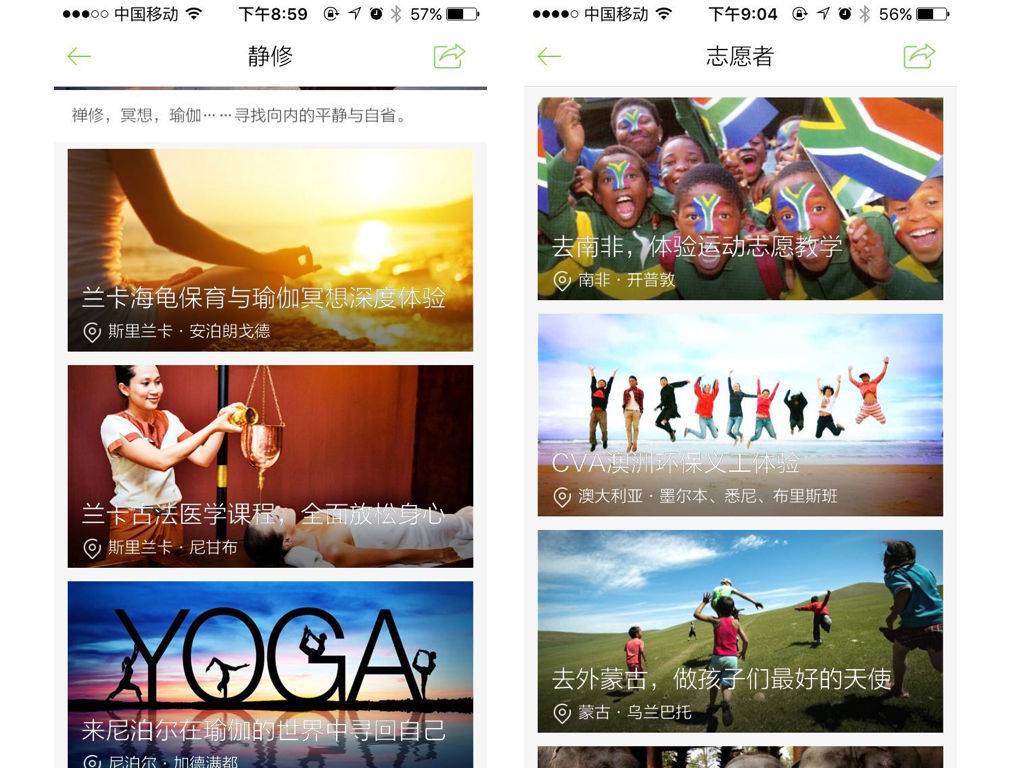 中国移动 下午8:59 57%
静修
禅修，冥想，瑜伽……寻找向内的平静与自省。
兰卡海龟保育与瑜伽冥想深度体验
斯里兰卡·安泊朗戈德
兰卡古法医学课程，全面放松身心
斯里兰卡·尼甘布
YOGA
来尼泊尔在瑜伽的世界中寻回自己
尼泊尔·加德满都
中国移动 下午9:04 56%
志愿者
去南非，体验运动志愿教学
南非·开普敦
CVA澳洲环保义工体验
澳大利亚·墨尔本、悉尼、布里斯班
去外蒙古，做孩子们最好的天使
蒙古·乌兰巴托